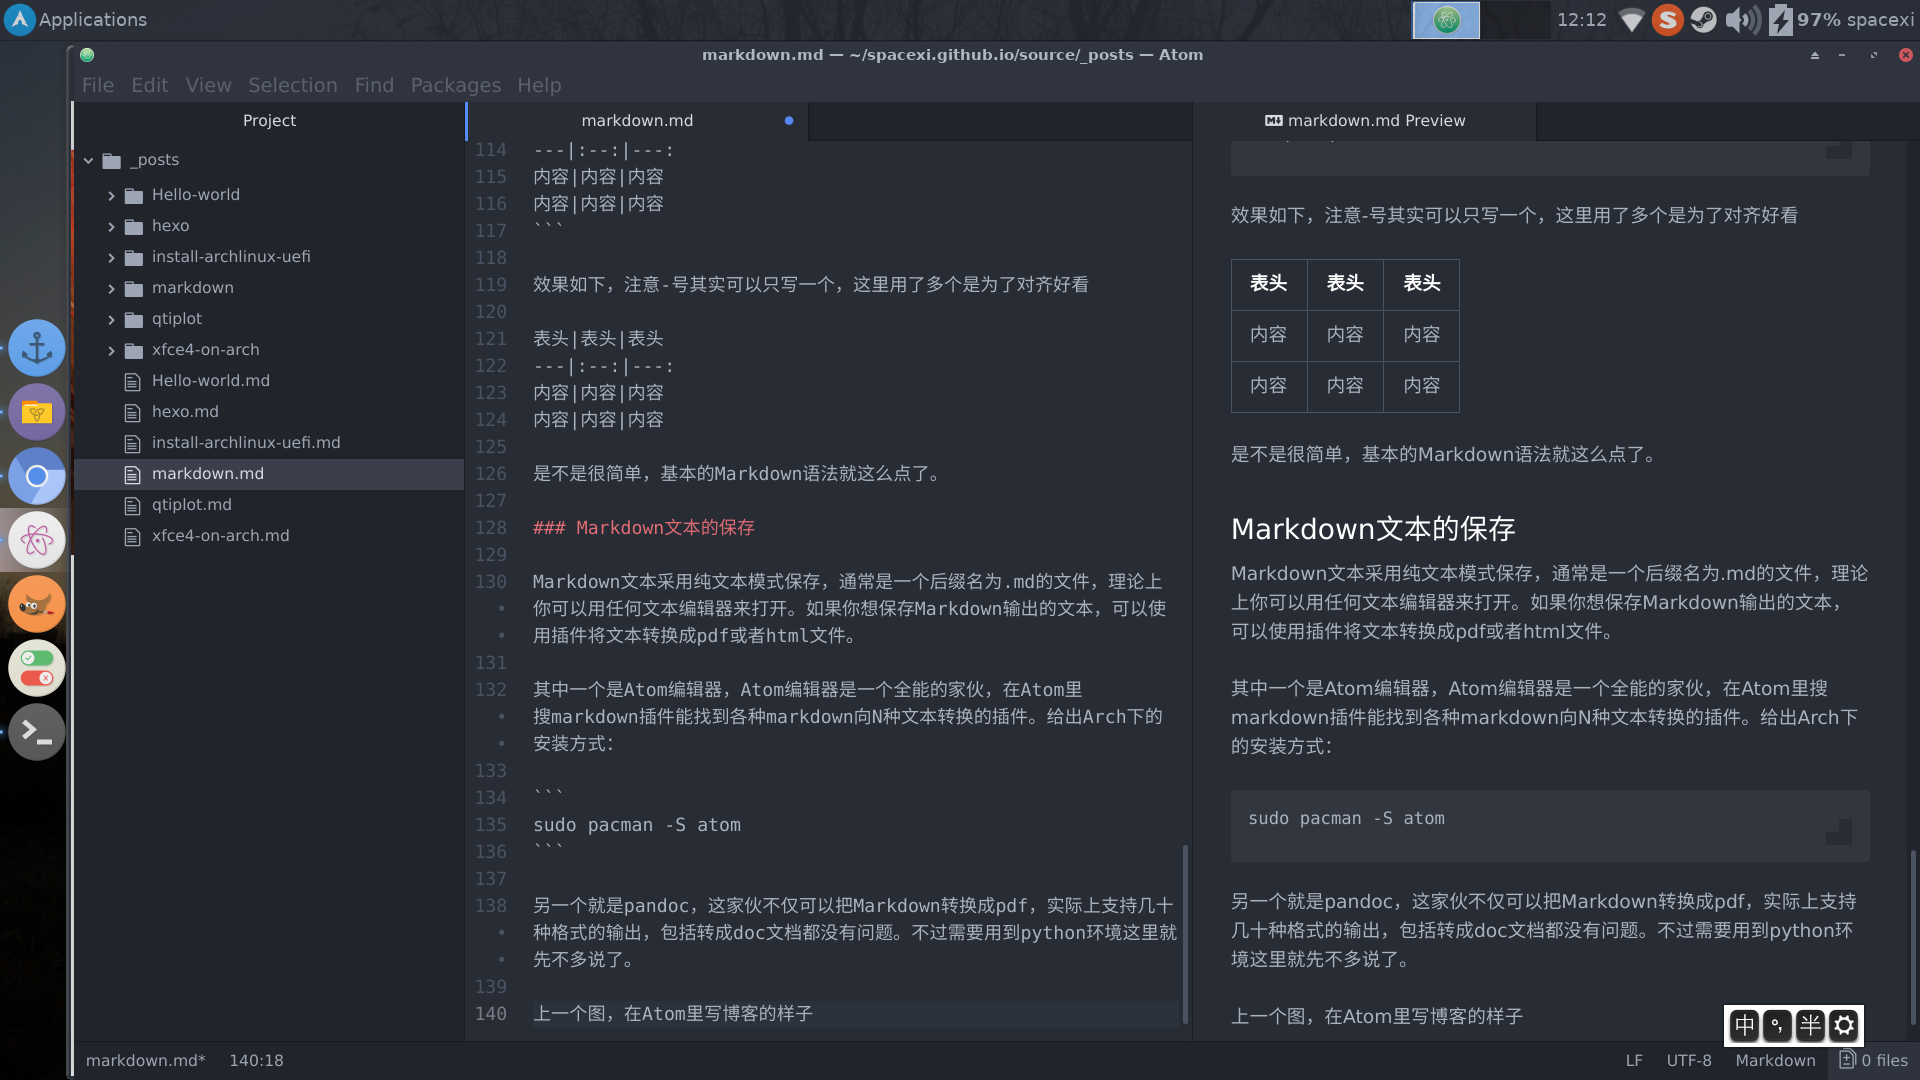 Applications
12:12
97% spacexi
markdown.md — ~/spacexi.github.io/source/_posts — Atom
File Edit View Selection Find Packages Help
Project
_posts
Hello-world
hexo
install-archlinux-uefi
markdown
qtiplot
xfce4-on-arch
Hello-world.md
hexo.md
install-archlinux-uefi.md
markdown.md
qtiplot.md
xfce4-on-arch.md
markdown.md
114 ---|:--:|---:
115 内容|内容|内容
116 内容|内容|内容
117 ```
118
119 效果如下，注意-号其实可以只写一个，这里用了多个是为了对齐好看
120
121 表头|表头|表头
122 ---|:--:|---:
123 内容|内容|内容
124 内容|内容|内容
125
126 是不是很简单，基本的Markdown语法就这么点了。
127
128 ### Markdown文本的保存
129
130 Markdown文本采用纯文本模式保存，通常是一个后缀名为.md的文件，理论上
• 你可以用任何文本编辑器来打开。如果你想保存Markdown输出的文本，可以使
• 用插件将文本转换成pdf或者html文件。
131
132 其中一个是Atom编辑器，Atom编辑器是一个全能的家伙，在Atom里
• 搜markdown插件能找到各种markdown向N种文本转换的插件。给出Arch下的
• 安装方式：
133
134 ```
135 sudo pacman -S atom
136 ```
137
138 另一个就是pandoc，这家伙不仅可以把Markdown转换成pdf，实际上支持几十
• 种格式的输出，包括转成doc文档都没有问题。不过需要用到python环境这里就
• 先不多说了。
139
140 上一个图，在Atom里写博客的样子
markdown.md Preview
效果如下，注意-号其实可以只写一个，这里用了多个是为了对齐好看
表头 表头 表头
内容 内容 内容
内容 内容 内容
是不是很简单，基本的Markdown语法就这么点了。
Markdown文本的保存
Markdown文本采用纯文本模式保存，通常是一个后缀名为.md的文件，理论
上你可以用任何文本编辑器来打开。如果你想保存Markdown输出的文本，
可以使用插件将文本转换成pdf或者html文件。
其中一个是Atom编辑器，Atom编辑器是一个全能的家伙，在Atom里搜
markdown插件能找到各种markdown向N种文本转换的插件。给出Arch下
的安装方式：
sudo pacman -S atom
另一个就是pandoc，这家伙不仅可以把Markdown转换成pdf，实际上支持
几十种格式的输出，包括转成doc文档都没有问题。不过需要用到python环
境这里就先不多说了。
上一个图，在Atom里写博客的样子
中 °, 半
markdown.md* 140:18
LF UTF-8 Markdown 0 files